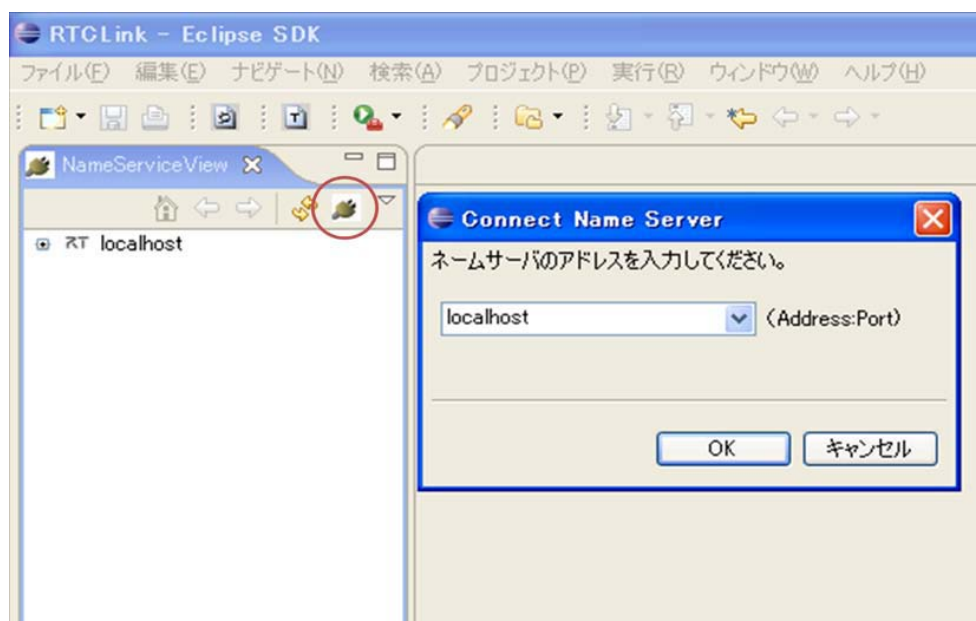 RTCLink - Eclipse SDK
ファイル(F) 編集(E) ナビゲート(N) 検索(A) プロジェクト(P) 実行(R) ウィンドウ(W) ヘルプ(H)
NameServiceView
RT localhost
Connect Name Server
ネームサーバのアドレスを入力してください。
localhost (Address:Port)
OK キャンセル